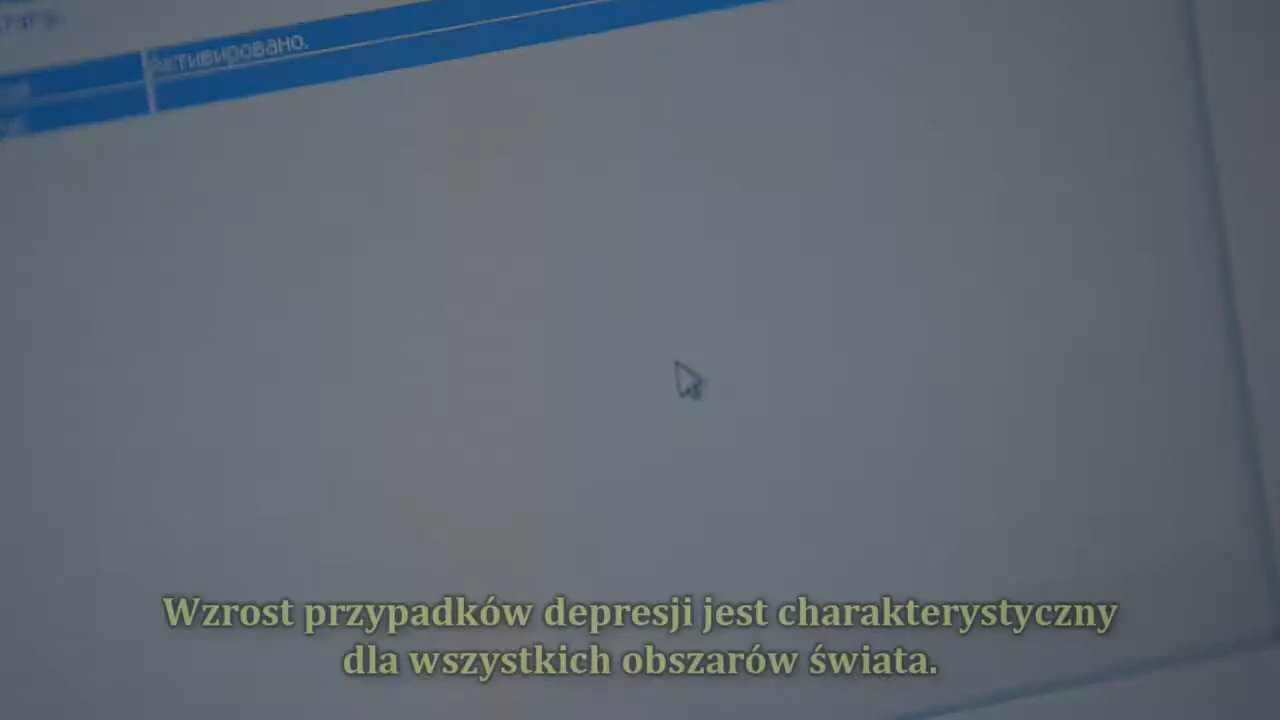 Активировано.
Wzrost przypadków depresji jest charakterystyczny
dla wszystkich obszarów świata.